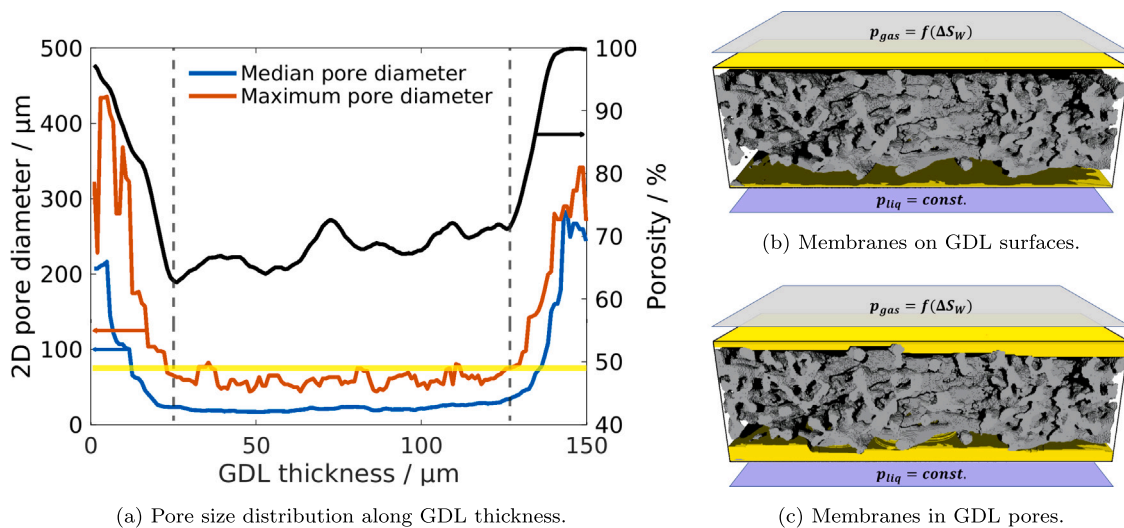 500
400
300
200
100
0
2D pore diameter / µm
Median pore diameter
Maximum pore diameter
100
90
80
70
60
50
40
Porosity / %
0
50
100
150
GDL thickness / µm
(a) Pore size distribution along GDL thickness.
p_gas = f(ΔS_W)
p_liq = const.
(b) Membranes on GDL surfaces.
p_gas = f(ΔS_W)
p_liq = const.
(c) Membranes in GDL pores.